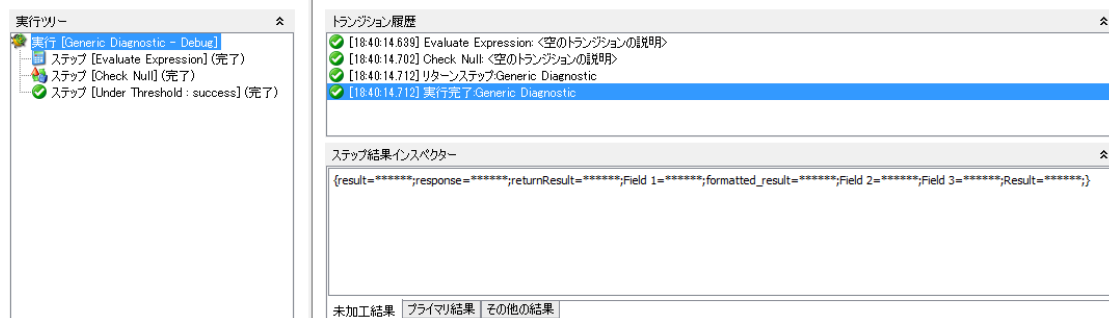 実行ツリー
実行 [Generic Diagnostic - Debug]
ステップ [Evaluate Expression] (完了)
ステップ [Check Null] (完了)
ステップ [Under Threshold : success] (完了)
トランジション履歴
[18:40:14.639] Evaluate Expression: <空のトランジションの説明>
[18:40:14.702] Check Null: <空のトランジションの説明>
[18:40:14.712] リターンステップ:Generic Diagnostic
[18:40:14.712] 実行完了:Generic Diagnostic
ステップ結果インスペクター
{result=******;response=******;returnResult=******;Field 1=******;formatted_result=******;Field 2=******;Field 3=******;Result=******;}
未加工結果 プライマリ結果 その他の結果